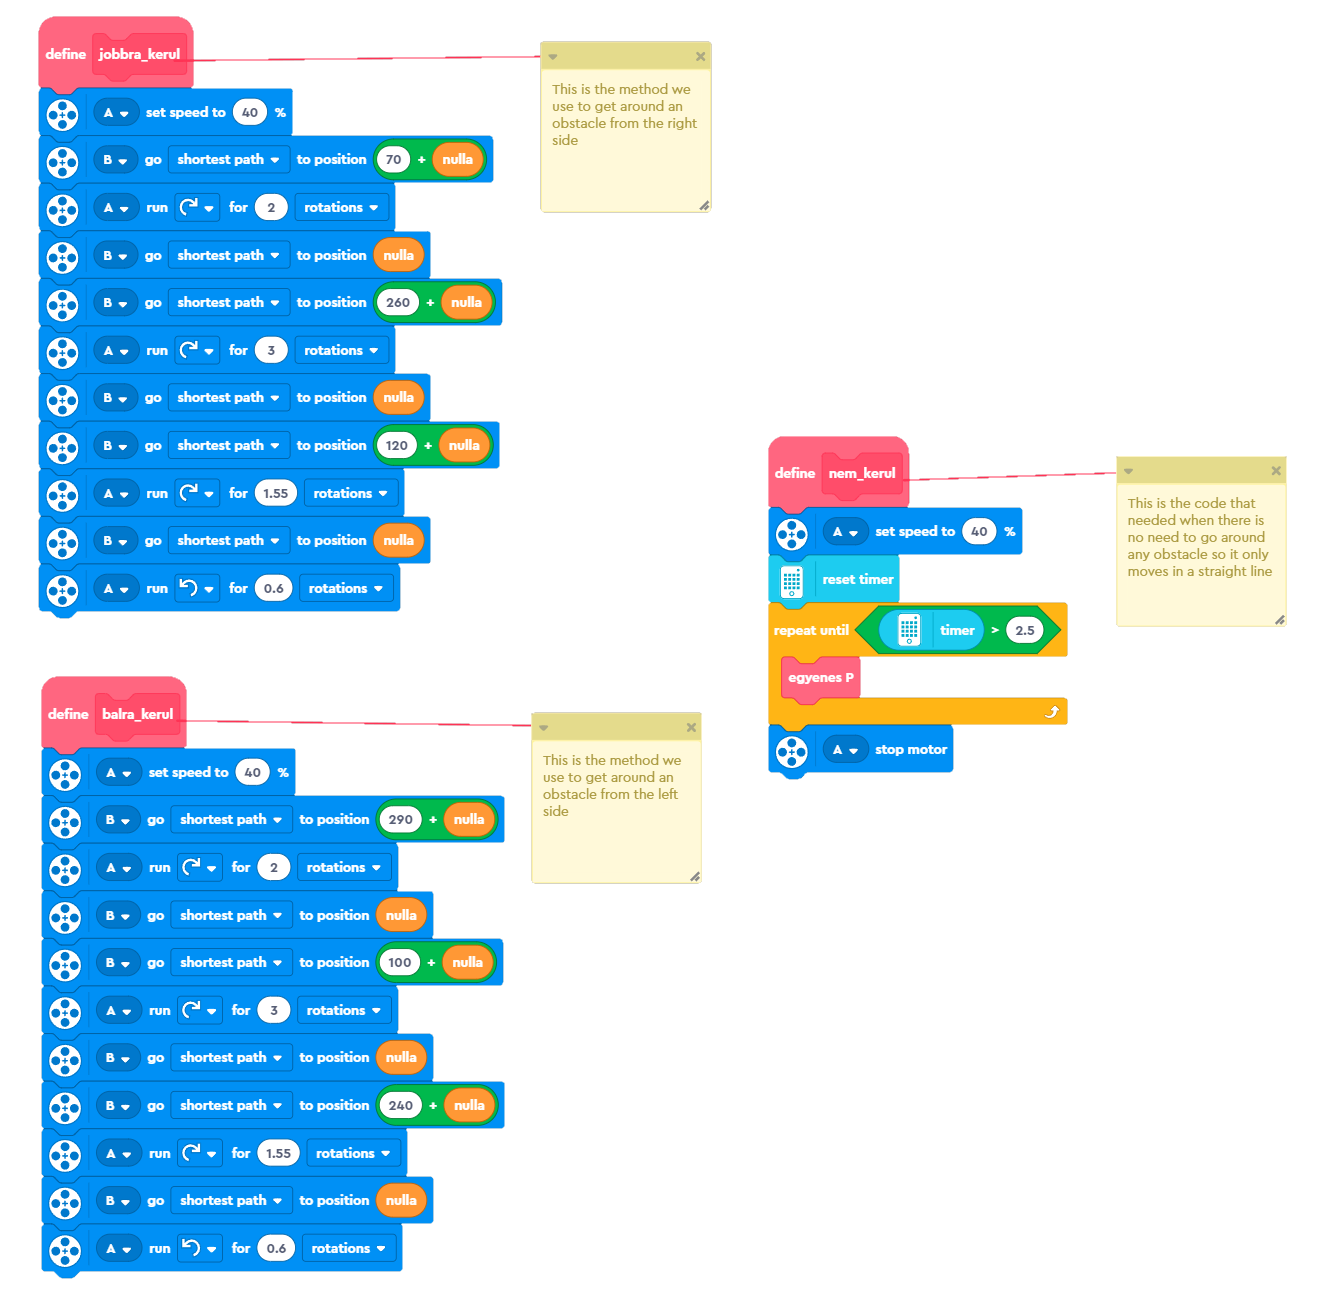 define jobbra_kerul
A set speed to 40 %
B go shortest path to position 70 + nulla
A run for 2 rotations
B go shortest path to position nulla
B go shortest path to position 260 + nulla
A run for 3 rotations
B go shortest path to position nulla
B go shortest path to position 120 + nulla
A run for 1.55 rotations
B go shortest path to position nulla
A run for 0.6 rotations
This is the method we
use to get around an
obstacle from the right
side
define balra_kerul
A set speed to 40 %
B go shortest path to position 290 + nulla
A run for 2 rotations
B go shortest path to position nulla
B go shortest path to position 100 + nulla
A run for 3 rotations
B go shortest path to position nulla
B go shortest path to position 240 + nulla
A run for 1.55 rotations
B go shortest path to position nulla
A run for 0.6 rotations
This is the method we
use to get around an
obstacle from the left
side
define nem_kerul
A set speed to 40 %
reset timer
repeat until timer > 2.5
egyenes P
A stop motor
This is the code that
needed when there is
no need to go around
any obstacle so it only
moves in a straight line